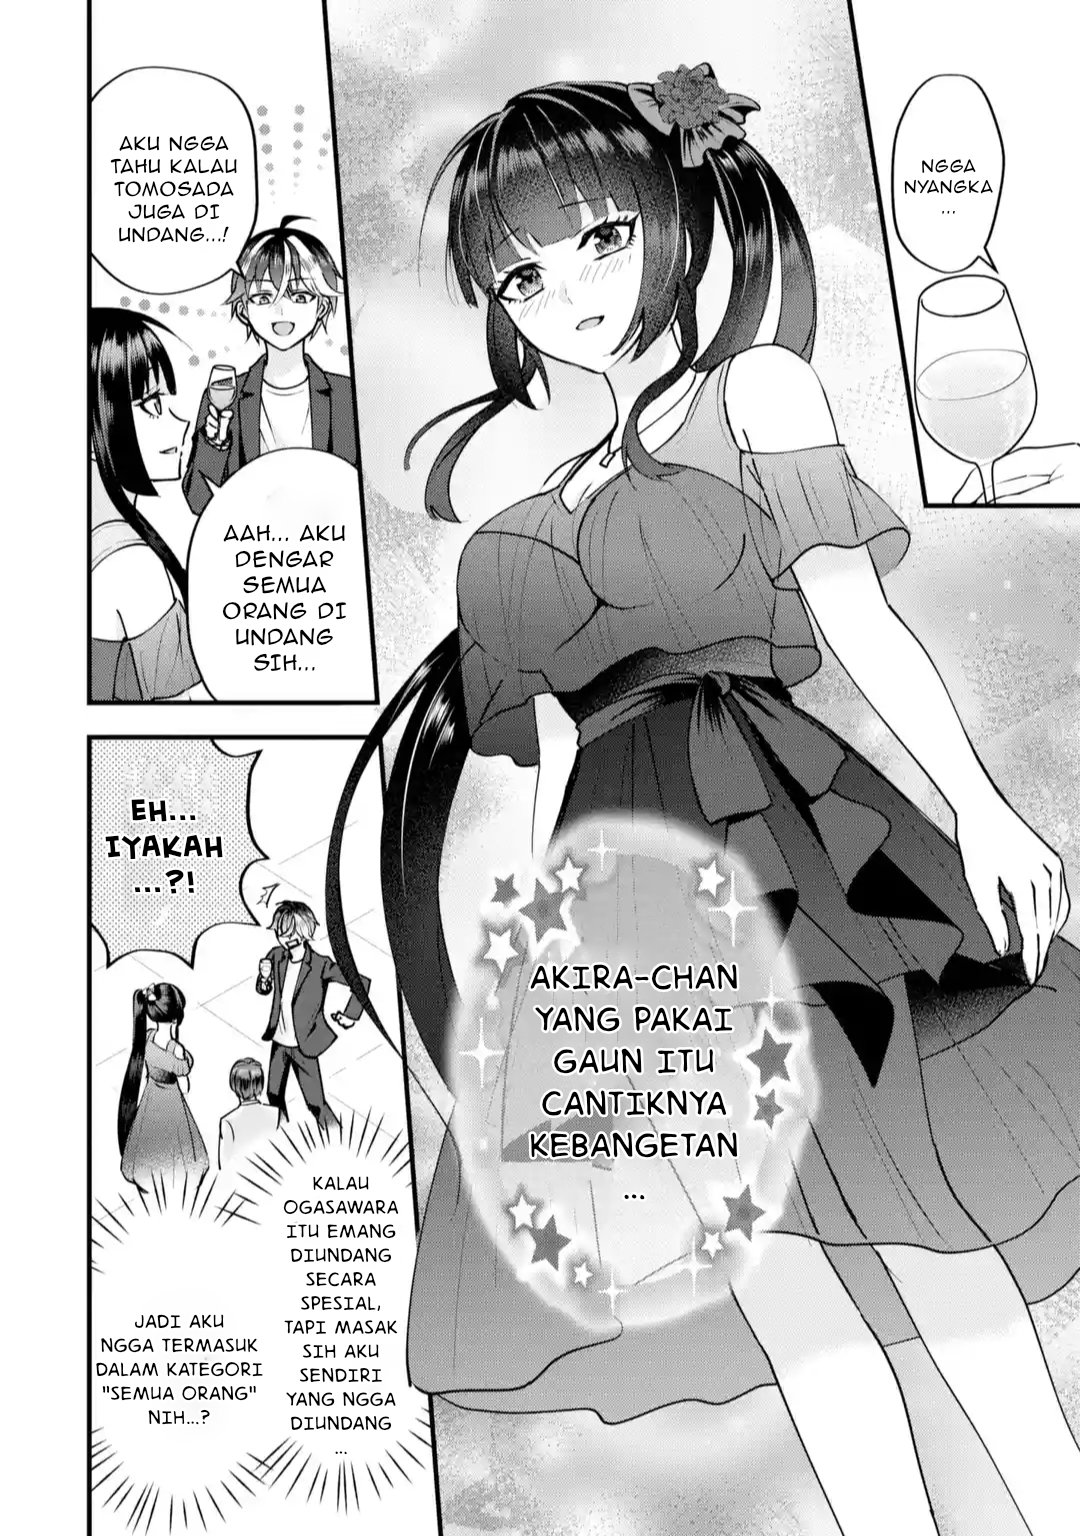 NGGA
NYANGKA
...
AKIRA-CHAN
YANG PAKAI
GAUN ITU
CANTIKNYA
KEBANGETAN
...
AKU NGGA
TAHU KALAU
TOMOSADA
JUGA DI
UNDANG...!
AAH... AKU
DENGAR
SEMUA
ORANG DI
UNDANG
SIH...
EH...
IYAKAH
...?!
KALAU
OGASAWARA
ITU EMANG
DIUNDANG
SECARA
SPESIAL,
TAPI MASAK
SIH AKU
SENDIRI
YANG NGGA
DIUNDANG
...
JADI AKU
NGGA TERMASUK
DALAM KATEGORI
"SEMUA ORANG"
NIH...?